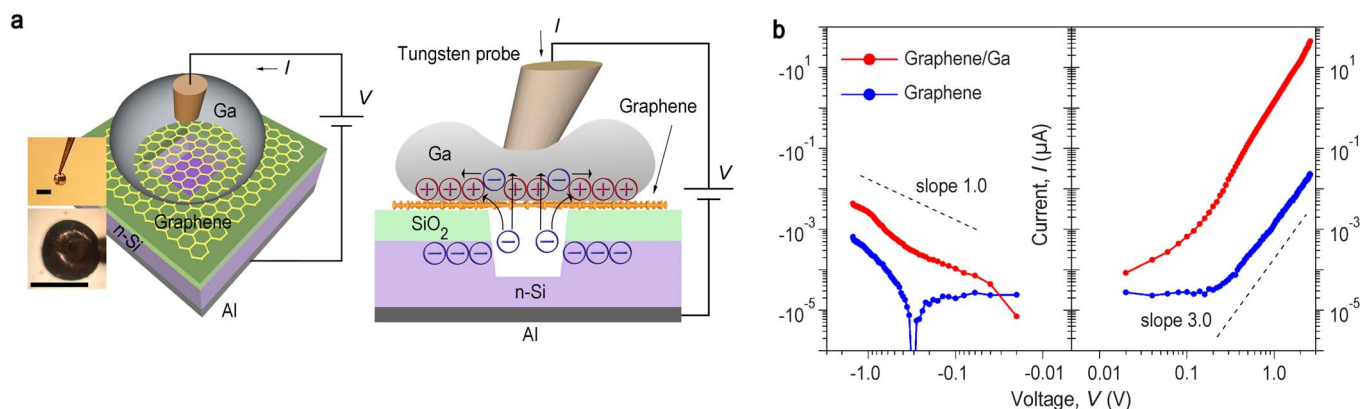 a
I
V
Ga
Graphene
n-Si
Al
I
Tungsten probe
Graphene
Ga
V
SiO2
n-Si
Al
b
Graphene/Ga
Graphene
-10^1
-10^-1
-10^-3
-10^-5
slope 1.0
slope 3.0
Current, I (μA)
10^1
10^-1
10^-3
10^-5
-1.0 -0.1 -0.01 0.01 0.1 1.0
Voltage, V (V)